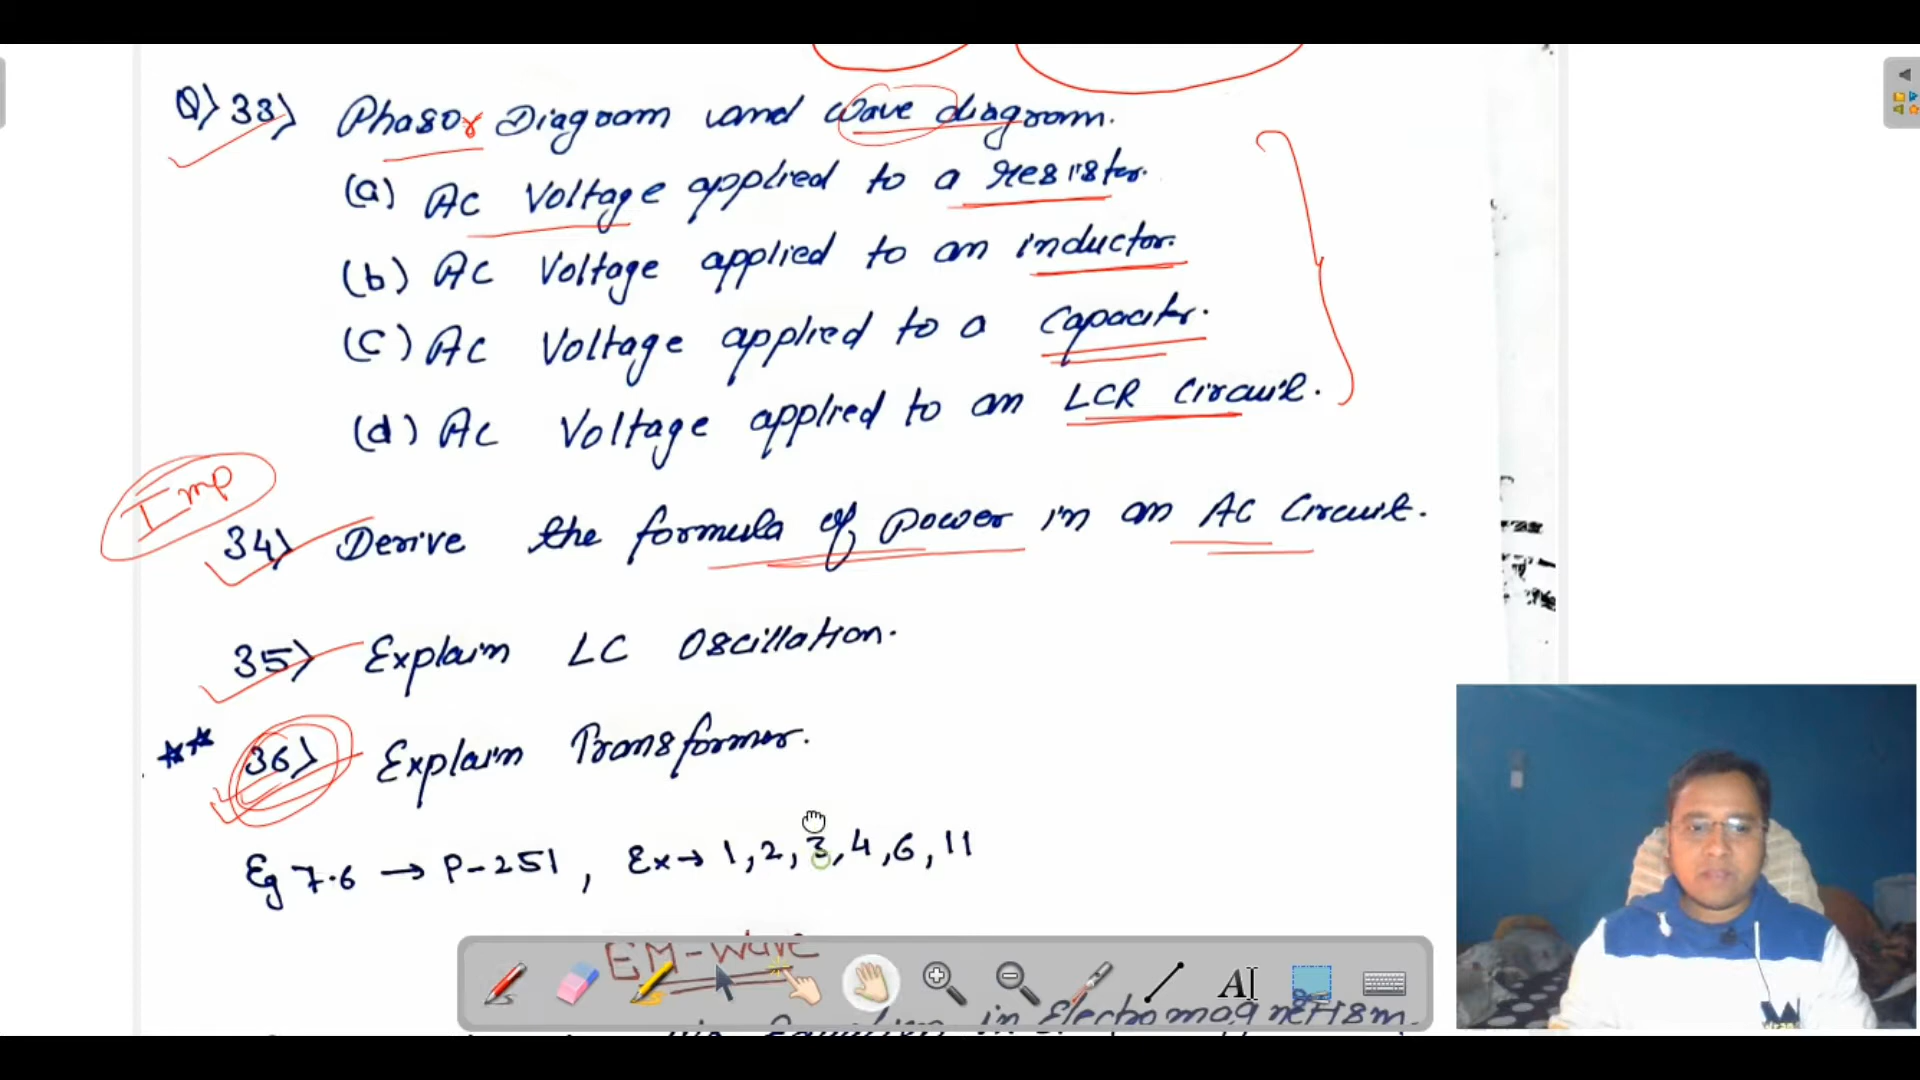 Q) 33) Phasor Diagram and Wave diagram.
(a) AC Voltage applied to a resister.
(b) AC Voltage applied to an inductor.
(c) AC Voltage applied to a capacitor.
(d) AC Voltage applied to an LCR Circuit.
Imp
34) Derive the formula of power in an AC Circuit.
35) Explain LC Oscillation.
** 36) Explain Transformer.
Eg 7.6 → P-251, Ex→ 1,2,3,4,6,11
EM-Wave
in Electromagnetism.